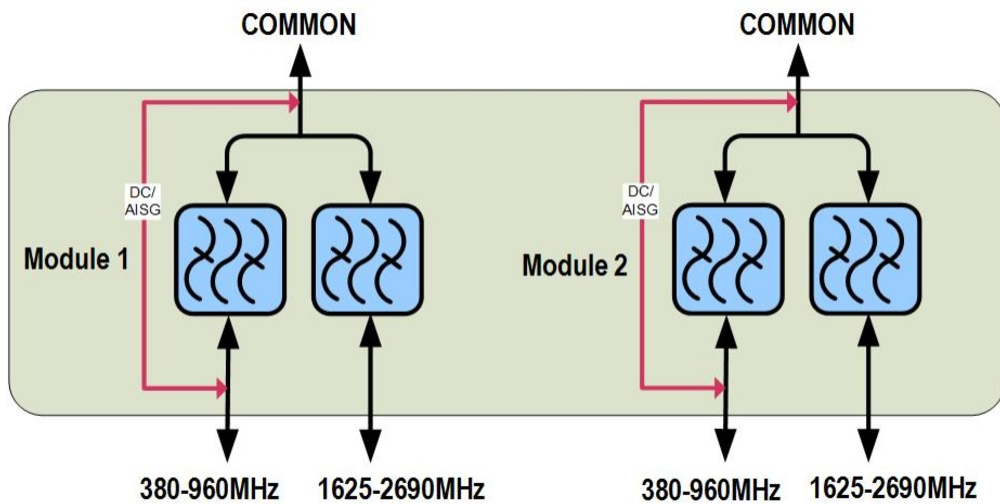 COMMON
COMMON
DC/
AISG
DC/
AISG
Module 1
Module 2
380-960MHz
1625-2690MHz
380-960MHz
1625-2690MHz